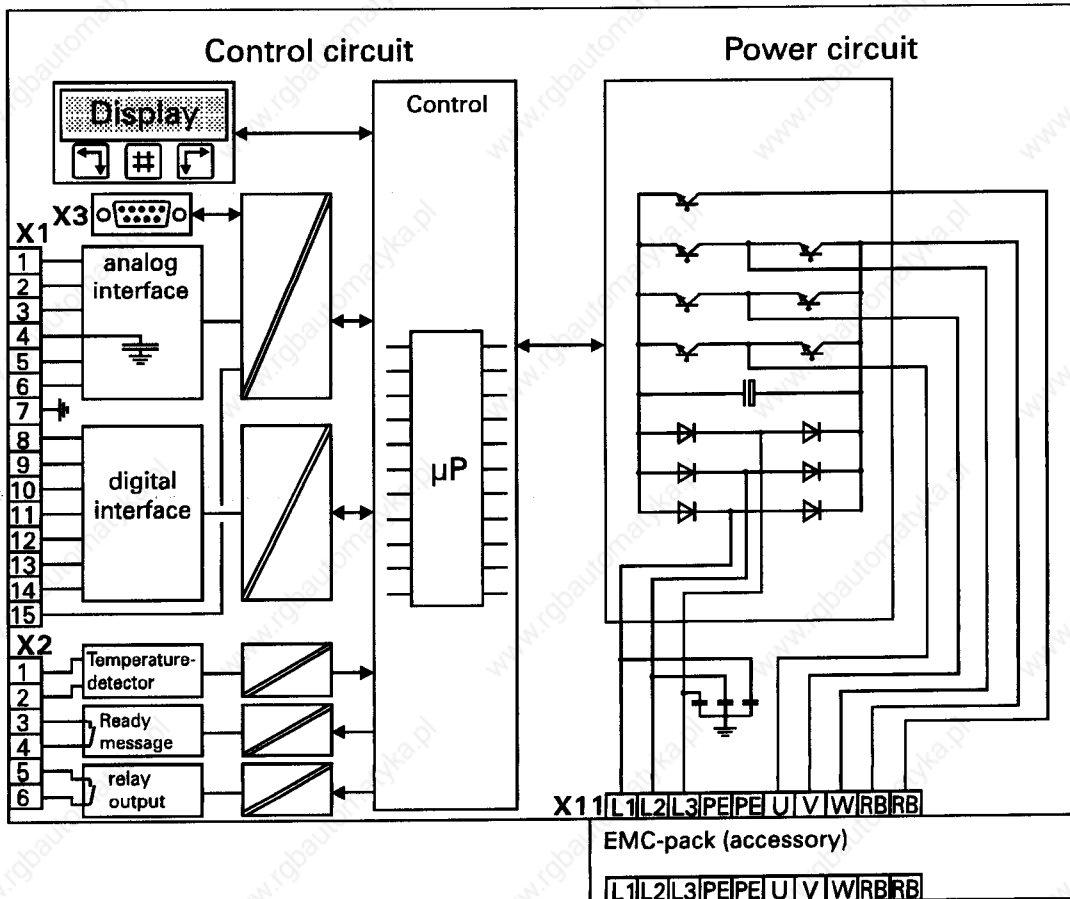 Control circuit
Power circuit
Display
#
Control
X3
X1
1
2
3
4
5
6
7
8
9
10
11
12
13
14
15
analog
interface
digital
interface
µP
X2
1
2
3
4
5
6
Temperature-
detector
Ready
message
relay
output
X11 L1 L2 L3 PE PE U V W RB RB
EMC-pack (accessory)
L1 L2 L3 PE PE U V W RB RB
www.rgbautomatyka.pl